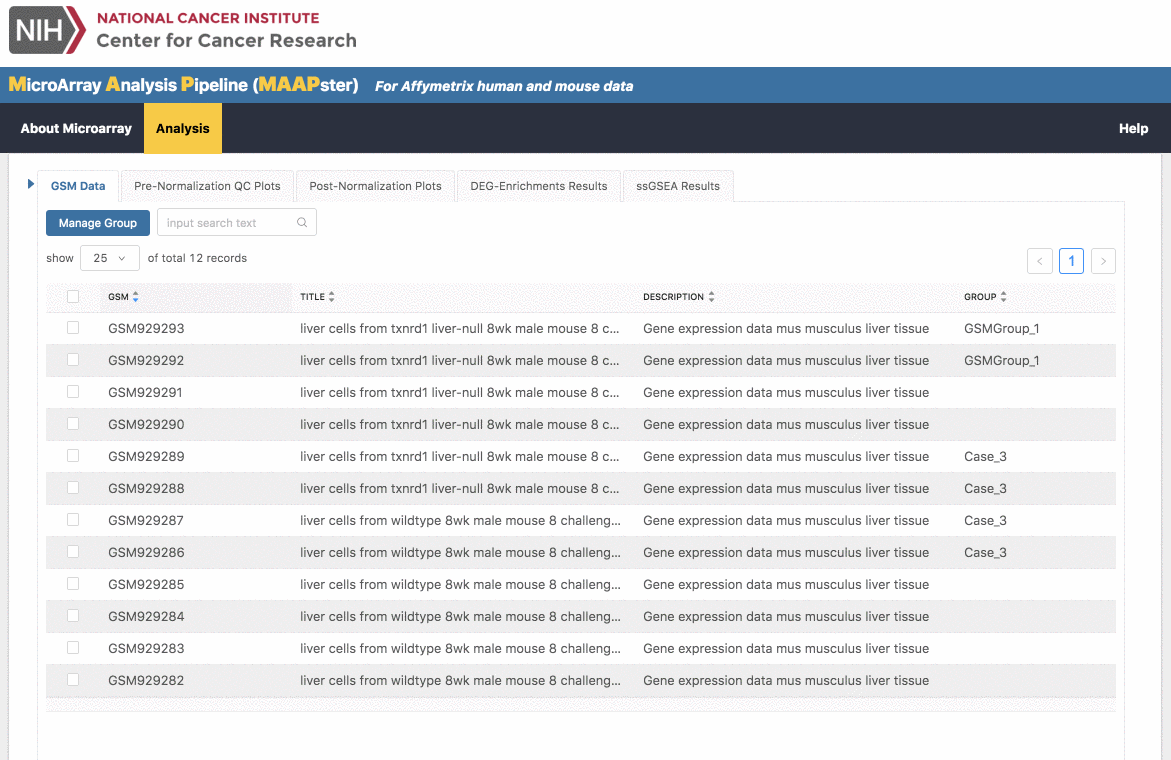 NIH NATIONAL CANCER INSTITUTE
Center for Cancer Research
MicroArray Analysis Pipeline (MAAPster) For Affymetrix human and mouse data
About Microarray Analysis Help
GSM Data Pre-Normalization QC Plots Post-Normalization Plots DEG-Enrichments Results ssGSEA Results
Manage Group input search text
show 25 of total 12 records < 1 >
GSM TITLE DESCRIPTION GROUP
GSM929293 liver cells from txnrd1 liver-null 8wk male mouse 8 c... Gene expression data mus musculus liver tissue GSMGroup_1
GSM929292 liver cells from txnrd1 liver-null 8wk male mouse 8 c... Gene expression data mus musculus liver tissue GSMGroup_1
GSM929291 liver cells from txnrd1 liver-null 8wk male mouse 8 c... Gene expression data mus musculus liver tissue
GSM929290 liver cells from txnrd1 liver-null 8wk male mouse 8 c... Gene expression data mus musculus liver tissue
GSM929289 liver cells from txnrd1 liver-null 8wk male mouse 8 c... Gene expression data mus musculus liver tissue Case_3
GSM929288 liver cells from txnrd1 liver-null 8wk male mouse 8 c... Gene expression data mus musculus liver tissue Case_3
GSM929287 liver cells from wildtype 8wk male mouse 8 challeng... Gene expression data mus musculus liver tissue Case_3
GSM929286 liver cells from wildtype 8wk male mouse 8 challeng... Gene expression data mus musculus liver tissue Case_3
GSM929285 liver cells from wildtype 8wk male mouse 8 challeng... Gene expression data mus musculus liver tissue
GSM929284 liver cells from wildtype 8wk male mouse 8 challeng... Gene expression data mus musculus liver tissue
GSM929283 liver cells from wildtype 8wk male mouse 8 challeng... Gene expression data mus musculus liver tissue
GSM929282 liver cells from wildtype 8wk male mouse 8 challeng... Gene expression data mus musculus liver tissue